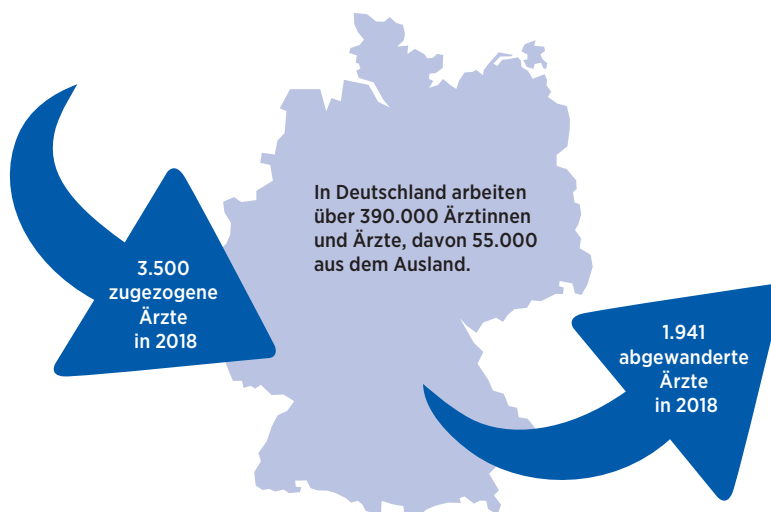 In Deutschland arbeiten
über 390.000 Ärztinnen
und Ärzte, davon 55.000
aus dem Ausland.
3.500
zugezogene
Ärzte
in 2018
1.941
abgewanderte
Ärzte
in 2018